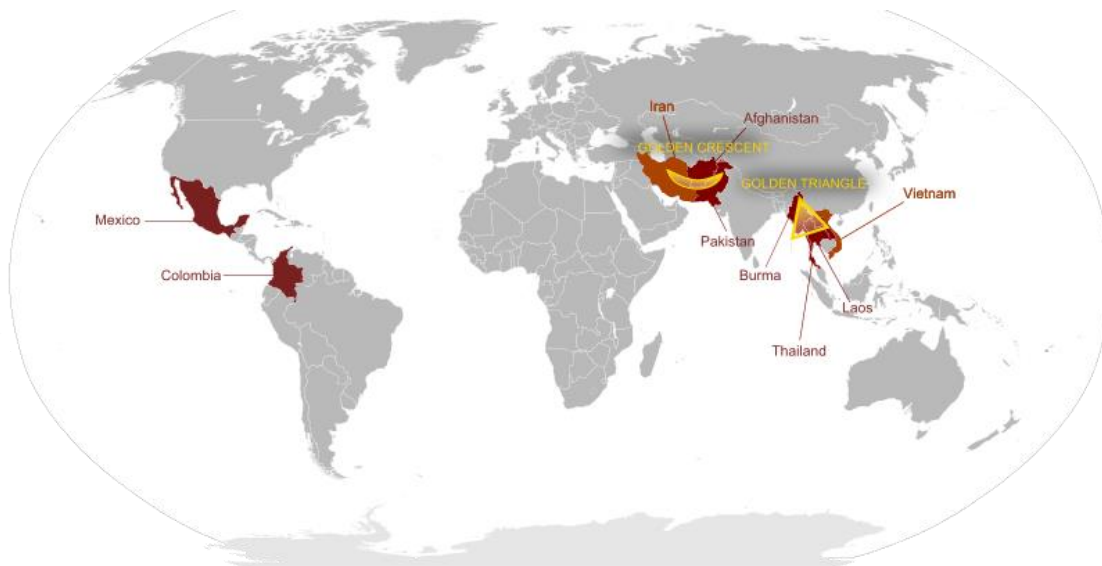 Iran
Afghanistan
GOLDEN CRESCENT
GOLDEN TRIANGLE
Vietnam
Mexico
Pakistan
Colombia
Burma
Laos
Thailand